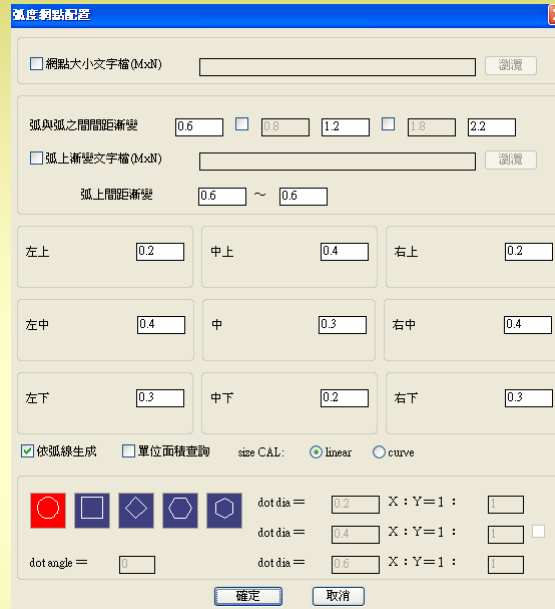 弧度網點配置
網點大小文字檔(MxN) 瀏覽
弧與弧之間間距漸變 0.6 0.8 1.2 1.8 2.2
弧上漸變文字檔(MxN) 瀏覽
弧上間距漸變 0.6 ～ 0.6
左上 0.2 中上 0.4 右上 0.2
左中 0.4 中 0.3 右中 0.4
左下 0.3 中下 0.2 右下 0.3
依弧線生成 單位面積查詢 size CAL: linear curve
dot dia＝ 0.2 X：Y＝1： 1
dot dia＝ 0.4 X：Y＝1： 1
dot angle＝ 0 dot dia＝ 0.6 X：Y＝1： 1
確定 取消